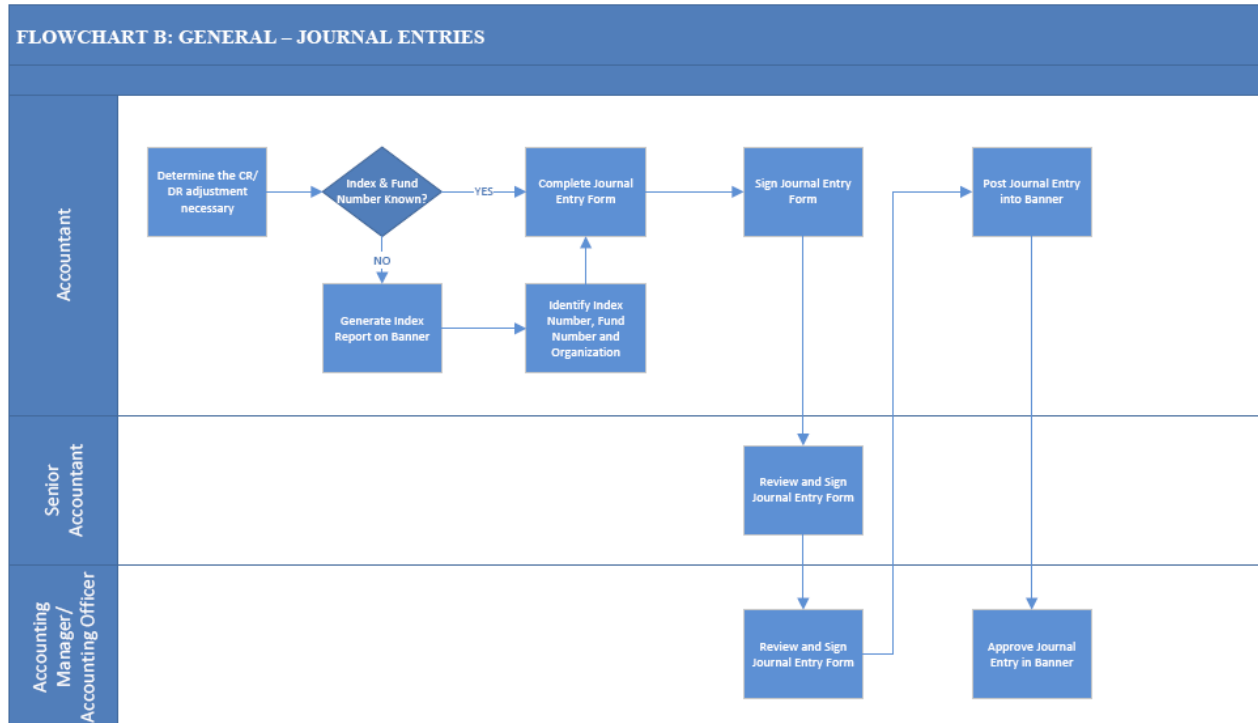 FLOWCHART B: GENERAL – JOURNAL ENTRIES
Accountant
Determine the CR/
DR adjustment
necessary
Index & Fund
Number Known?
YES
NO
Complete Journal
Entry Form
Sign Journal Entry
Form
Post Journal Entry
into Banner
Generate Index
Report on Banner
Identify Index
Number, Fund
Number and
Organization
Senior
Accountant
Review and Sign
Journal Entry Form
Accounting
Manager/
Accounting Officer
Review and Sign
Journal Entry Form
Approve Journal
Entry in Banner